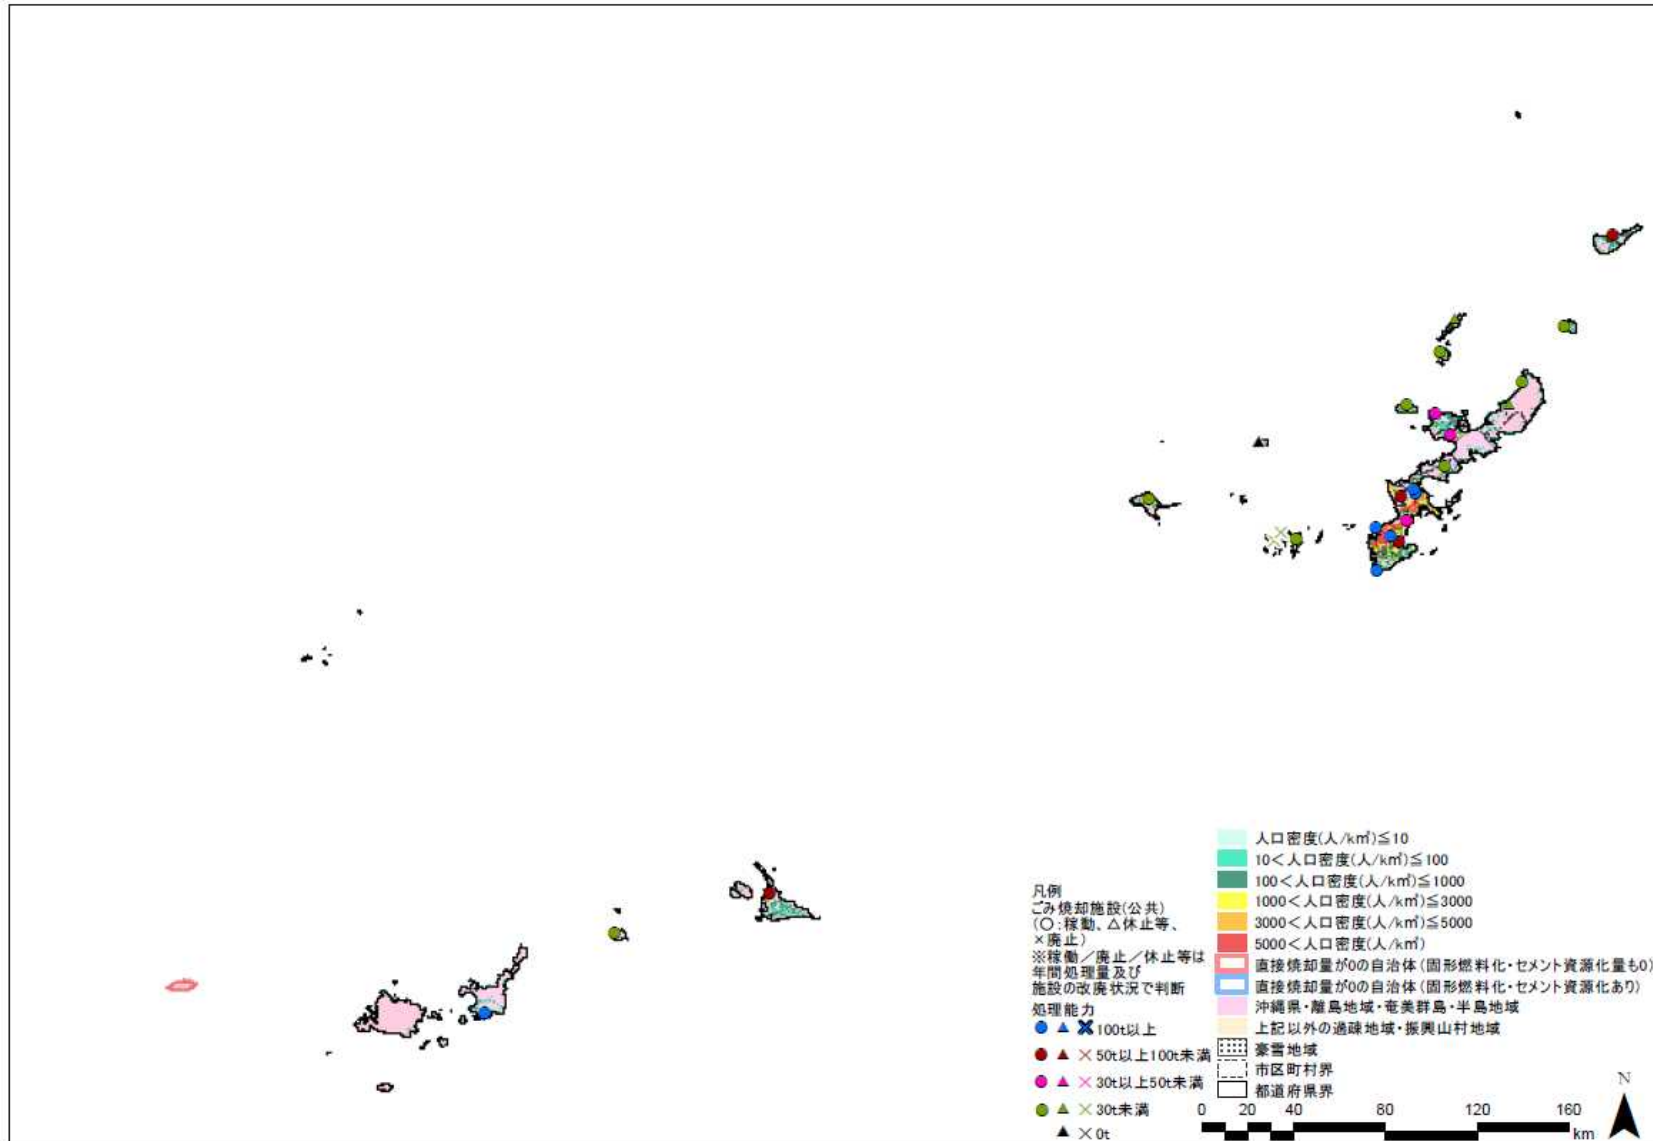 凡例
ごみ焼却施設(公共)
(○:稼動、△休止等、
×廃止)
※稼働/廃止/休止等は
年間処理量及び
施設の改廃状況で判断
処理能力
100t以上
50t以上100t未満
30t以上50t未満
30t未満
0t
人口密度(人/k㎡)≦10
10<人口密度(人/k㎡)≦100
100<人口密度(人/k㎡)≦1000
1000<人口密度(人/k㎡)≦3000
3000<人口密度(人/k㎡)≦5000
5000<人口密度(人/k㎡)
直接焼却量が0の自治体(固形燃料化・セメント資源化量も0)
直接焼却量が0の自治体(固形燃料化・セメント資源化あり)
沖縄県・離島地域・奄美群島・半島地域
上記以外の過疎地域・振興山村地域
豪雪地域
市区町村界
都道府県界
N
0 20 40 80 120 160
km